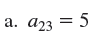 a. a₂₃ = 5